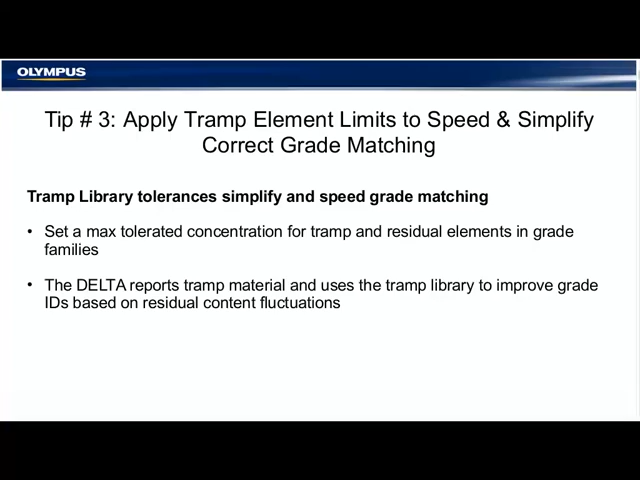 OLYMPUS
Tip # 3: Apply Tramp Element Limits to Speed & Simplify
Correct Grade Matching
Tramp Library tolerances simplify and speed grade matching
• Set a max tolerated concentration for tramp and residual elements in grade
families
• The DELTA reports tramp material and uses the tramp library to improve grade
IDs based on residual content fluctuations